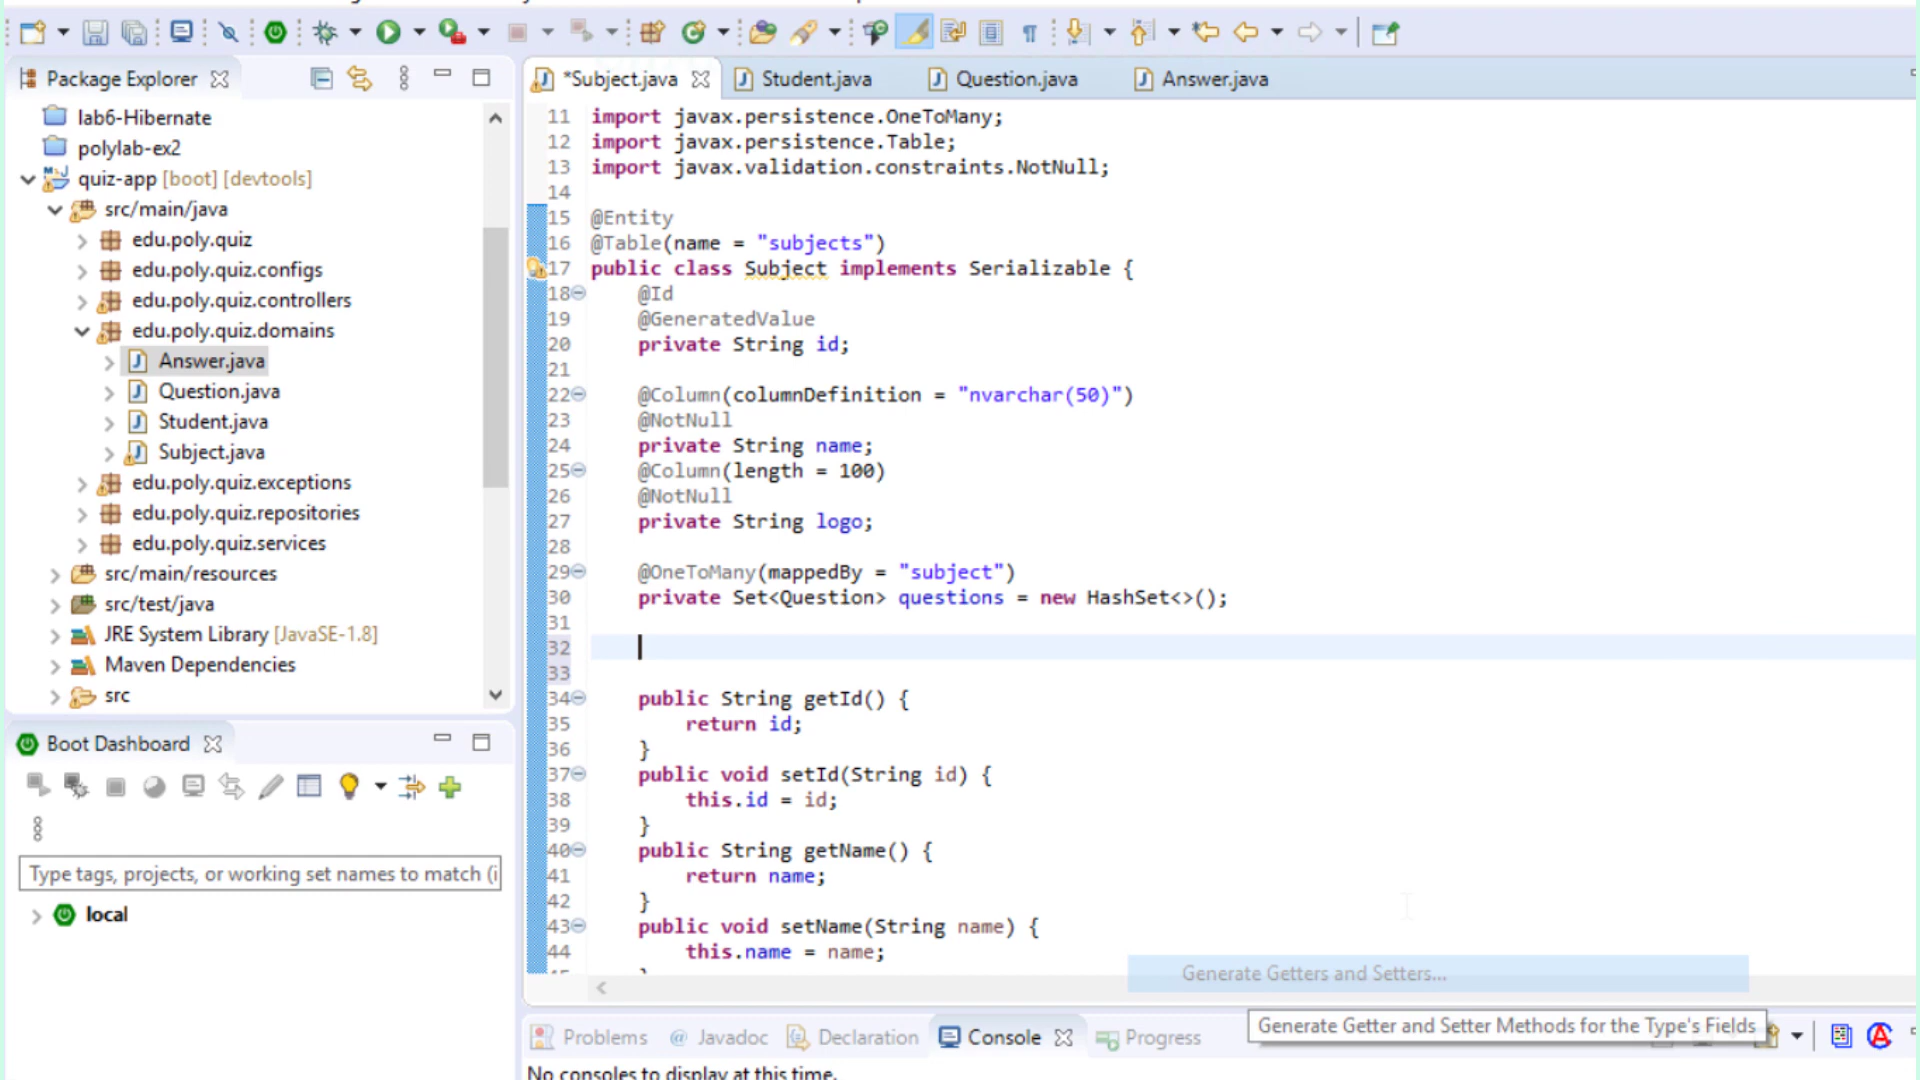 Package Explorer
lab6-Hibernate
polylab-ex2
quiz-app [boot] [devtools]
src/main/java
edu.poly.quiz
edu.poly.quiz.configs
edu.poly.quiz.controllers
edu.poly.quiz.domains
Answer.java
Question.java
Student.java
Subject.java
edu.poly.quiz.exceptions
edu.poly.quiz.repositories
edu.poly.quiz.services
src/main/resources
src/test/java
JRE System Library [JavaSE-1.8]
Maven Dependencies
src
Boot Dashboard
Type tags, projects, or working set names to match (i
local
*Subject.java Student.java Question.java Answer.java
11 import javax.persistence.OneToMany;
12 import javax.persistence.Table;
13 import javax.validation.constraints.NotNull;
14
15 @Entity
16 @Table(name = "subjects")
17 public class Subject implements Serializable {
18 @Id
19 @GeneratedValue
20 private String id;
21
22 @Column(columnDefinition = "nvarchar(50)")
23 @NotNull
24 private String name;
25 @Column(length = 100)
26 @NotNull
27 private String logo;
28
29 @OneToMany(mappedBy = "subject")
30 private Set<Question> questions = new HashSet<>();
31
32
33
34 public String getId() {
35 return id;
36 }
37 public void setId(String id) {
38 this.id = id;
39 }
40 public String getName() {
41 return name;
42 }
43 public void setName(String name) {
44 this.name = name;
Generate Getters and Setters...
Generate Getter and Setter Methods for the Type's Fields
Problems @ Javadoc Declaration Console Progress
No consoles to display at this time.